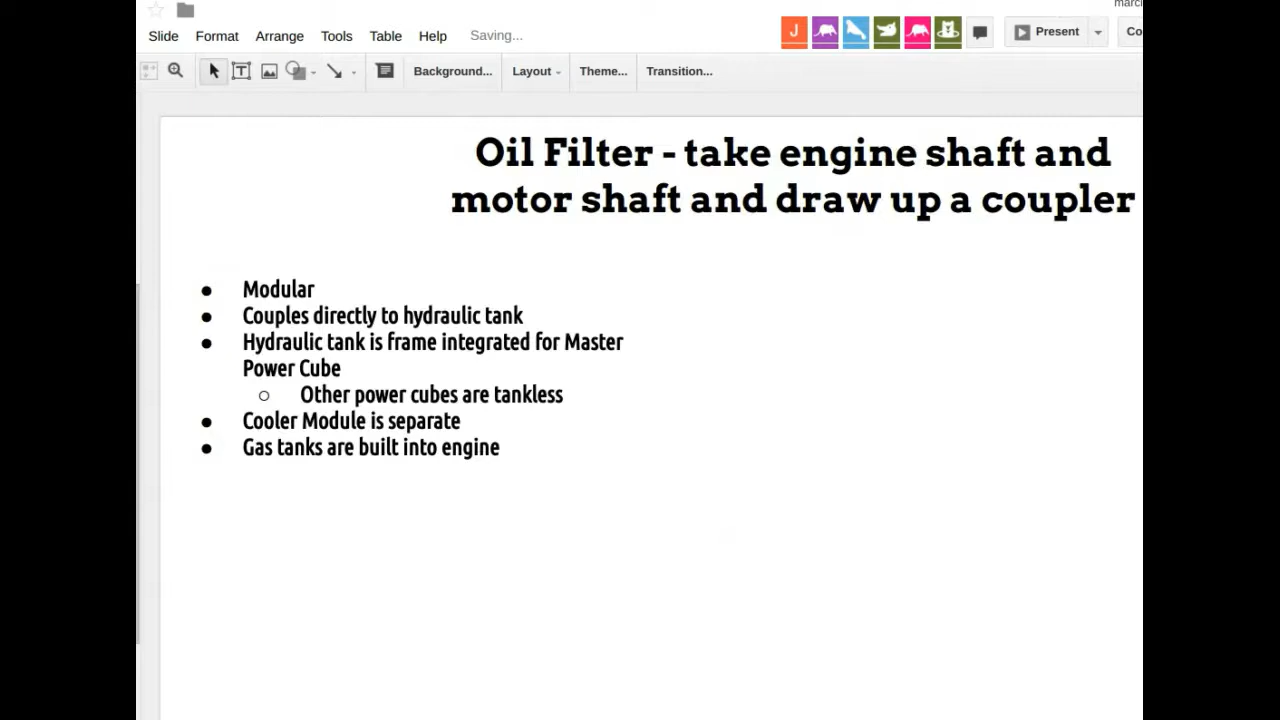 marci
Slide Format Arrange Tools Table Help Saving...
J
Present
Co
T Background... Layout Theme... Transition...
Oil Filter - take engine shaft and
motor shaft and draw up a coupler
● Modular
● Couples directly to hydraulic tank
● Hydraulic tank is frame integrated for Master
Power Cube
○ Other power cubes are tankless
● Cooler Module is separate
● Gas tanks are built into engine